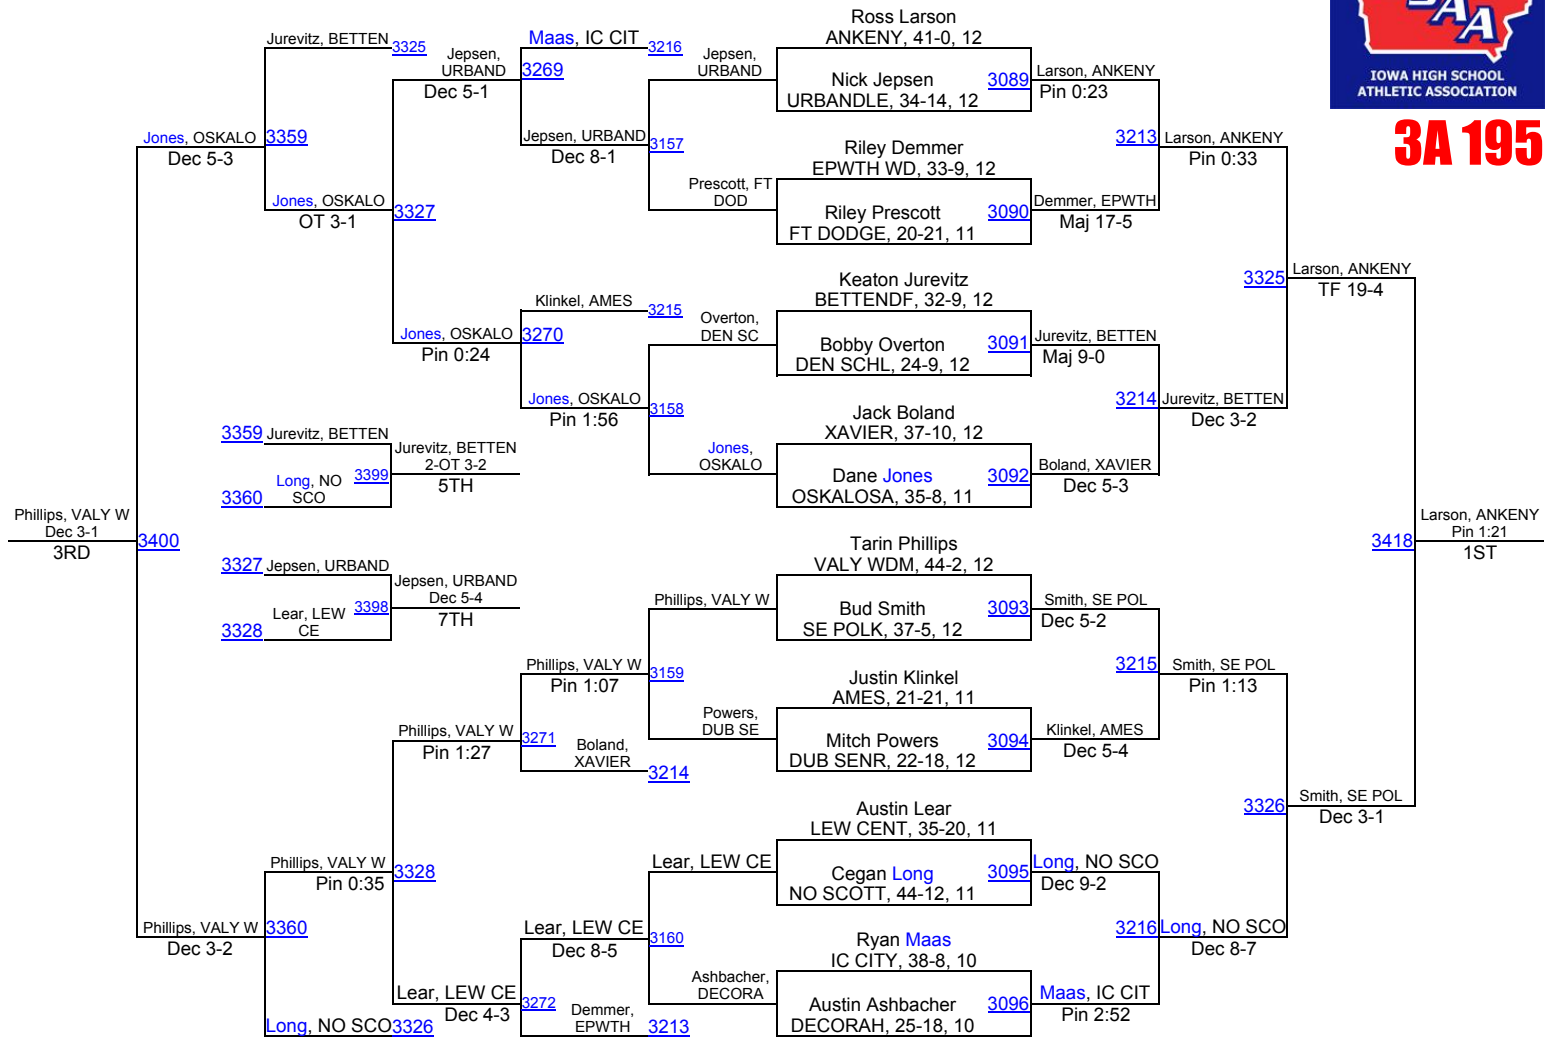 IOWA HIGH SCHOOL
ATHLETIC ASSOCIATION
3A 195
Ross Larson
ANKENY, 41-0, 12
Nick Jepsen
URBANDLE, 34-14, 12
3089
Riley Demmer
EPWTH WD, 33-9, 12
Riley Prescott
FT DODGE, 20-21, 11
3090
Keaton Jurevitz
BETTENDF, 32-9, 12
Bobby Overton
DEN SCHL, 24-9, 12
3091
Jack Boland
XAVIER, 37-10, 12
Dane Jones
OSKALOSA, 35-8, 11
3092
Tarin Phillips
VALY WDM, 44-2, 12
Bud Smith
SE POLK, 37-5, 12
3093
Justin Klinkel
AMES, 21-21, 11
Mitch Powers
DUB SENR, 22-18, 12
3094
Austin Lear
LEW CENT, 35-20, 11
Cegan Long
NO SCOTT, 44-12, 11
3095
Ryan Maas
IC CITY, 38-8, 10
Austin Ashbacher
DECORAH, 25-18, 10
3096
Larson, ANKENY
Pin 0:23
Demmer, EPWTH
Maj 17-5
Jurevitz, BETTEN
Maj 9-0
Boland, XAVIER
Dec 5-3
Smith, SE POL
Dec 5-2
Klinkel, AMES
Dec 5-4
Long, NO SCO
Dec 9-2
Maas, IC CIT
Pin 2:52
3213
Larson, ANKENY
Pin 0:33
3214
Jurevitz, BETTEN
Dec 3-2
3215
Smith, SE POL
Pin 1:13
3216
Long, NO SCO
Dec 8-7
3325
Larson, ANKENY
TF 19-4
3326
Smith, SE POL
Dec 3-1
3418
Larson, ANKENY
Pin 1:21
1ST
Jepsen,
URBAND
Prescott, FT
DOD
Overton,
DEN SC
Jones,
OSKALO
Phillips, VALY W
Powers,
DUB SE
Lear, LEW CE
Ashbacher,
DECORA
Maas, IC CIT
3216
Jepsen, URBAND
Dec 8-1
3157
Klinkel, AMES
3215
Jones, OSKALO
Pin 1:56
3158
Phillips, VALY W
Pin 1:07
3159
Boland,
XAVIER
3214
Lear, LEW CE
Dec 8-5
3160
Demmer,
EPWTH
3213
Jepsen,
URBAND
Dec 5-1
3269
Jones, OSKALO
Pin 0:24
3270
Phillips, VALY W
Pin 1:27
3271
Lear, LEW CE
Dec 4-3
3272
Jurevitz, BETTEN
3325
Jones, OSKALO
OT 3-1
3327
Phillips, VALY W
Pin 0:35
3328
Long, NO SCO
3326
Jones, OSKALO
Dec 5-3
3359
Phillips, VALY W
Dec 3-2
3360
Phillips, VALY W
Dec 3-1
3RD
3400
3359
Jurevitz, BETTEN
3360
Long, NO
SCO
3399
Jurevitz, BETTEN
2-OT 3-2
5TH
3327
Jepsen, URBAND
3328
Lear, LEW
CE
3398
Jepsen, URBAND
Dec 5-4
7TH